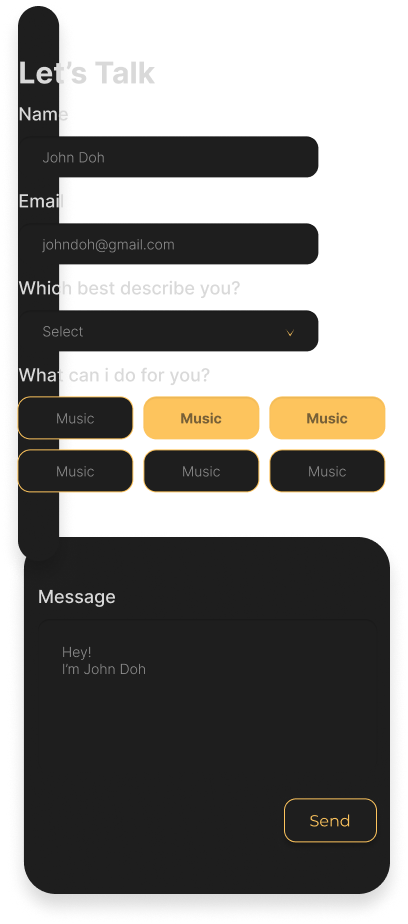 Let's Talk
Name
John Doh
Email
johndoh@gmail.com
Which best describe you?
Select
What can i do for you?
Music Music Music
Music Music Music
Message
Hey!
I'm John Doh
Send